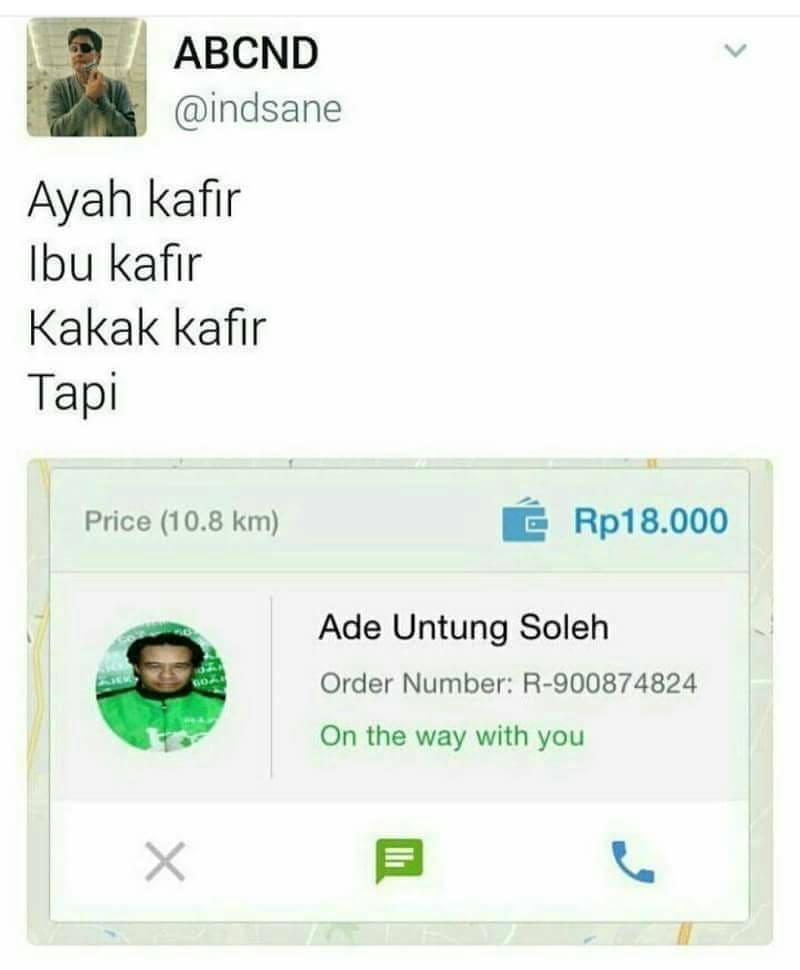 ABCND
@indsane
Ayah kafir
Ibu kafir
Kakak kafir
Tapi
Price (10.8 km)
Rp18.000
Ade Untung Soleh
Order Number: R-900874824
On the way with you